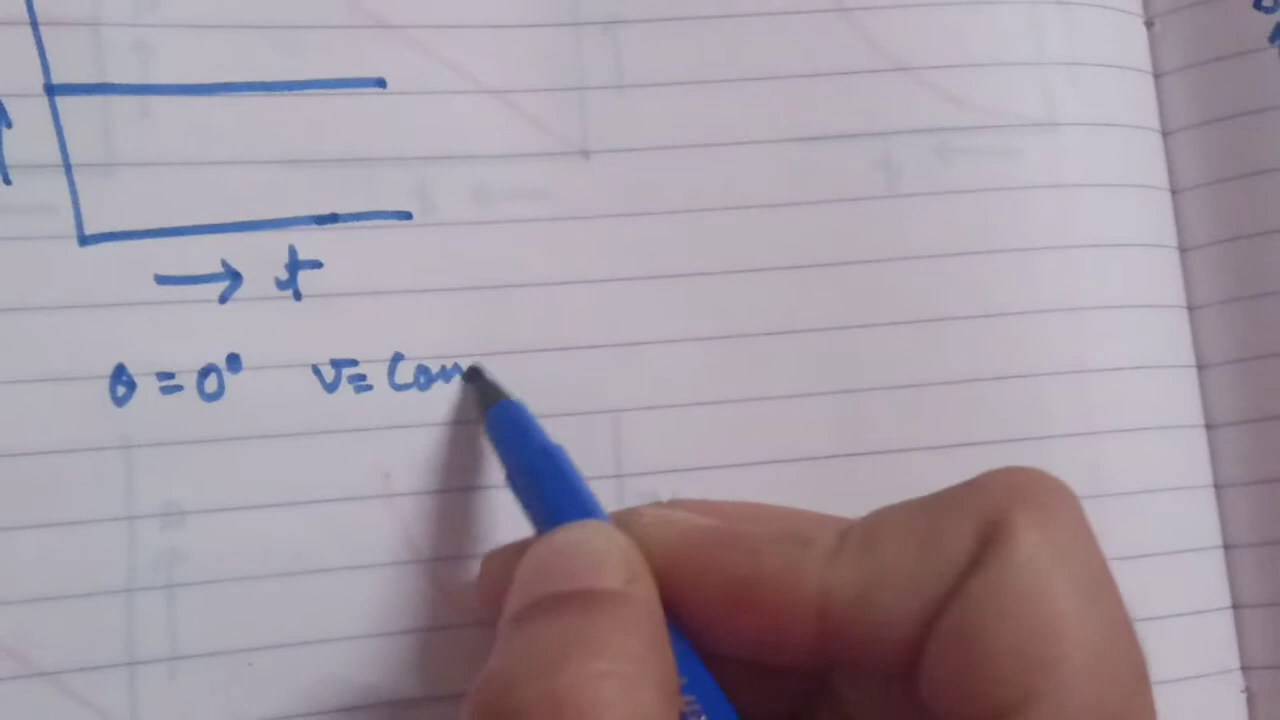 → t
θ = 0° v= Con